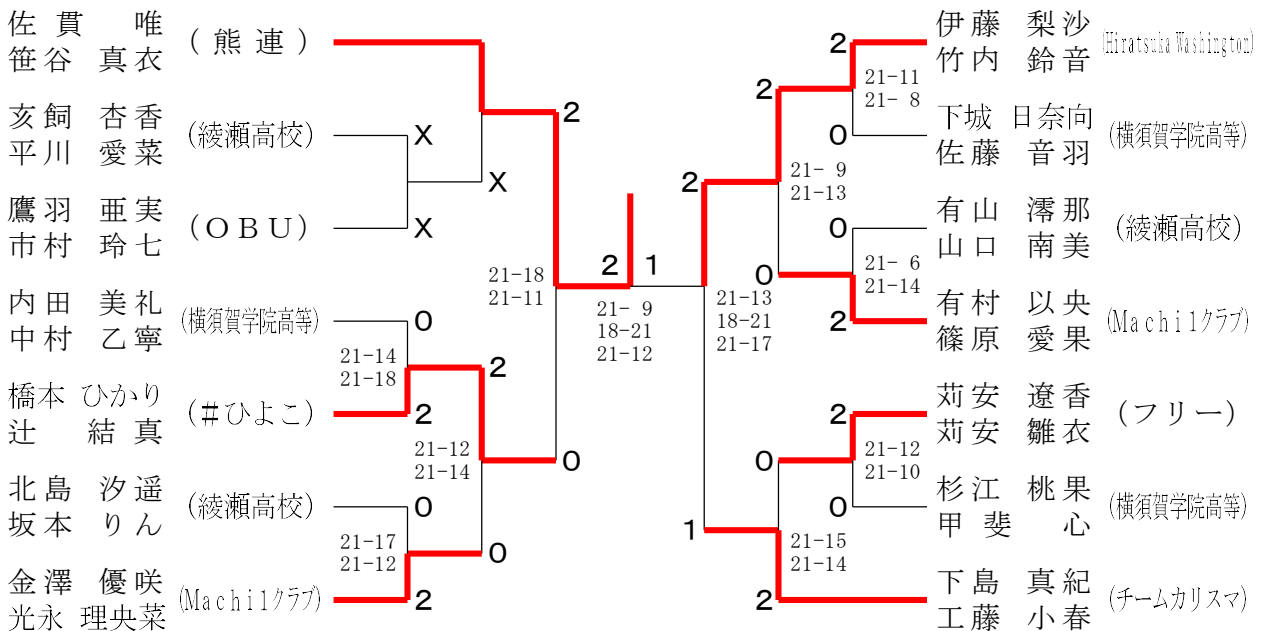 佐貫 唯
笹谷 真衣
(熊連)
亥飼 杏香
平川 愛菜
(綾瀬高校)
X
鷹羽 亜実
市村 玲七
(OBU)
X
X
2
内田 美礼
中村 乙寧
(横須賀学院高等)
0
21-14
21-18
2
橋本 ひかり
辻 結真
(#ひよこ)
2
21-12
21-14
0
北島 汐遥
坂本 りん
(綾瀬高校)
0
21-17
21-12
0
金澤 優咲
光永 理央菜
(Machi1クラブ)
2
21-18
21-11
2
1
21- 9
18-21
21-12
伊藤 梨沙
竹内 鈴音
(Hiratsuka Washington)
2
21-11
21- 8
2
下城 日奈向
佐藤 音羽
(横須賀学院高等)
0
21- 9
21-13
2
有山 澪那
山口 南美
(綾瀬高校)
0
21- 6
21-14
0
有村 以央
篠原 愛果
(Machi1クラブ)
2
21-13
18-21
21-17
苅安 遼香
苅安 雛衣
(フリー)
2
21-12
21-10
0
杉江 桃果
甲斐 心
(横須賀学院高等)
0
21-15
21-14
1
下島 真紀
工藤 小春
(チームカリスマ)
2